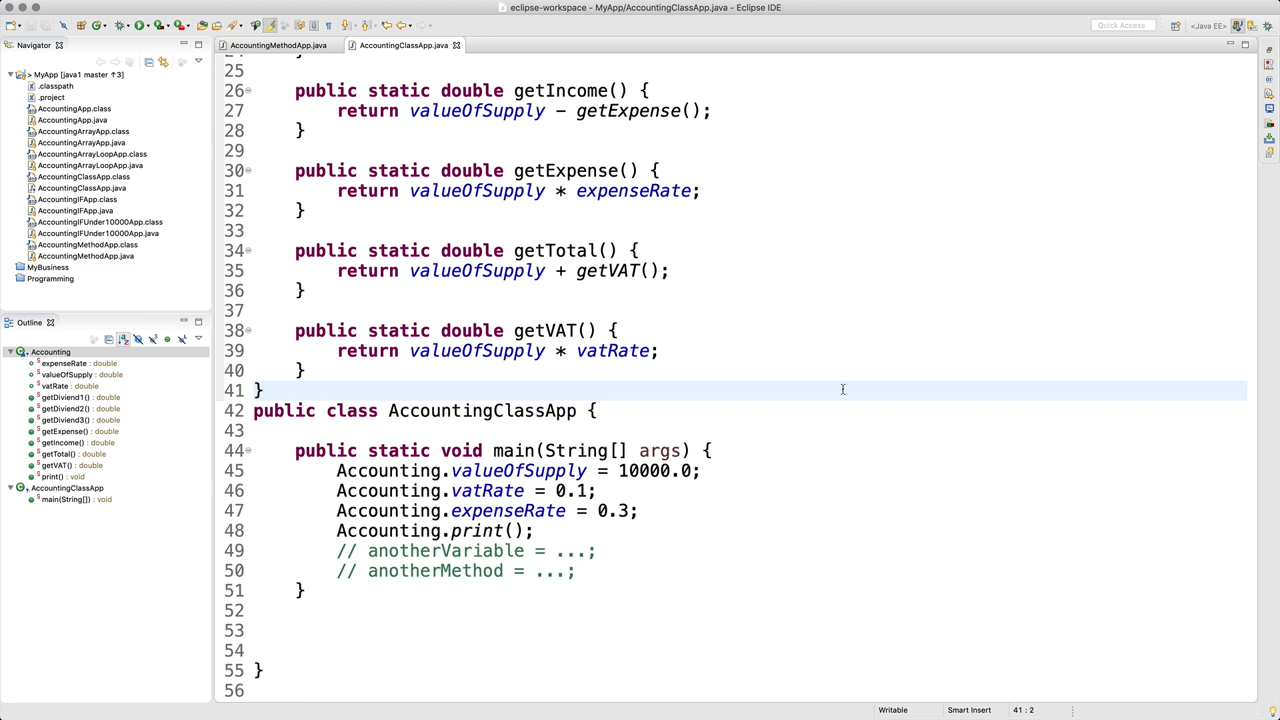 eclipse-workspace - MyApp/AccountingClassApp.java - Eclipse IDE
Quick Access
<Java EE>
Navigator
AccountingMethodApp.java
AccountingClassApp.java
> MyApp [java1 master ↑3]
.classpath
.project
AccountingApp.class
AccountingApp.java
AccountingArrayApp.class
AccountingArrayApp.java
AccountingArrayLoopApp.class
AccountingArrayLoopApp.java
AccountingClassApp.class
AccountingClassApp.java
AccountingIFApp.class
AccountingIFApp.java
AccountingIFUnder10000App.class
AccountingIFUnder10000App.java
AccountingMethodApp.class
AccountingMethodApp.java
MyBusiness
Programming
Outline
Accounting
expenseRate : double
valueOfSupply : double
vatRate : double
getDiviend1() : double
getDiviend2() : double
getDiviend3() : double
getExpense() : double
getIncome() : double
getTotal() : double
getVAT() : double
print() : void
AccountingClassApp
main(String[]) : void
25
26 public static double getIncome() {
27 return valueOfSupply - getExpense();
28 }
29
30 public static double getExpense() {
31 return valueOfSupply * expenseRate;
32 }
33
34 public static double getTotal() {
35 return valueOfSupply + getVAT();
36 }
37
38 public static double getVAT() {
39 return valueOfSupply * vatRate;
40 }
41 }
42 public class AccountingClassApp {
43
44 public static void main(String[] args) {
45 Accounting.valueOfSupply = 10000.0;
46 Accounting.vatRate = 0.1;
47 Accounting.expenseRate = 0.3;
48 Accounting.print();
49 // anotherVariable = ...;
50 // anotherMethod = ...;
51 }
52
53
54
55 }
56
Writable
Smart Insert
41 : 2